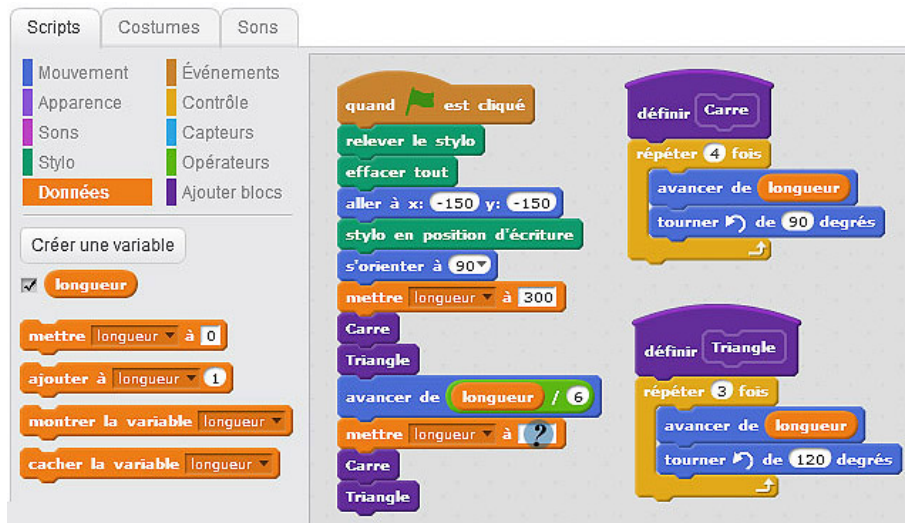 Scripts Costumes Sons
Mouvement Événements
Apparence Contrôle
Sons Capteurs
Stylo Opérateurs
Données Ajouter blocs
Créer une variable
longueur
mettre longueur à 0
ajouter à longueur 1
montrer la variable longueur
cacher la variable longueur
quand est cliqué
relever le stylo
effacer tout
aller à x: -150 y: -150
stylo en position d'écriture
s'orienter à 90
mettre longueur à 300
Carre
Triangle
avancer de longueur / 6
mettre longueur à ?
Carre
Triangle
définir Carre
répéter 4 fois
avancer de longueur
tourner de 90 degrés
définir Triangle
répéter 3 fois
avancer de longueur
tourner de 120 degrés